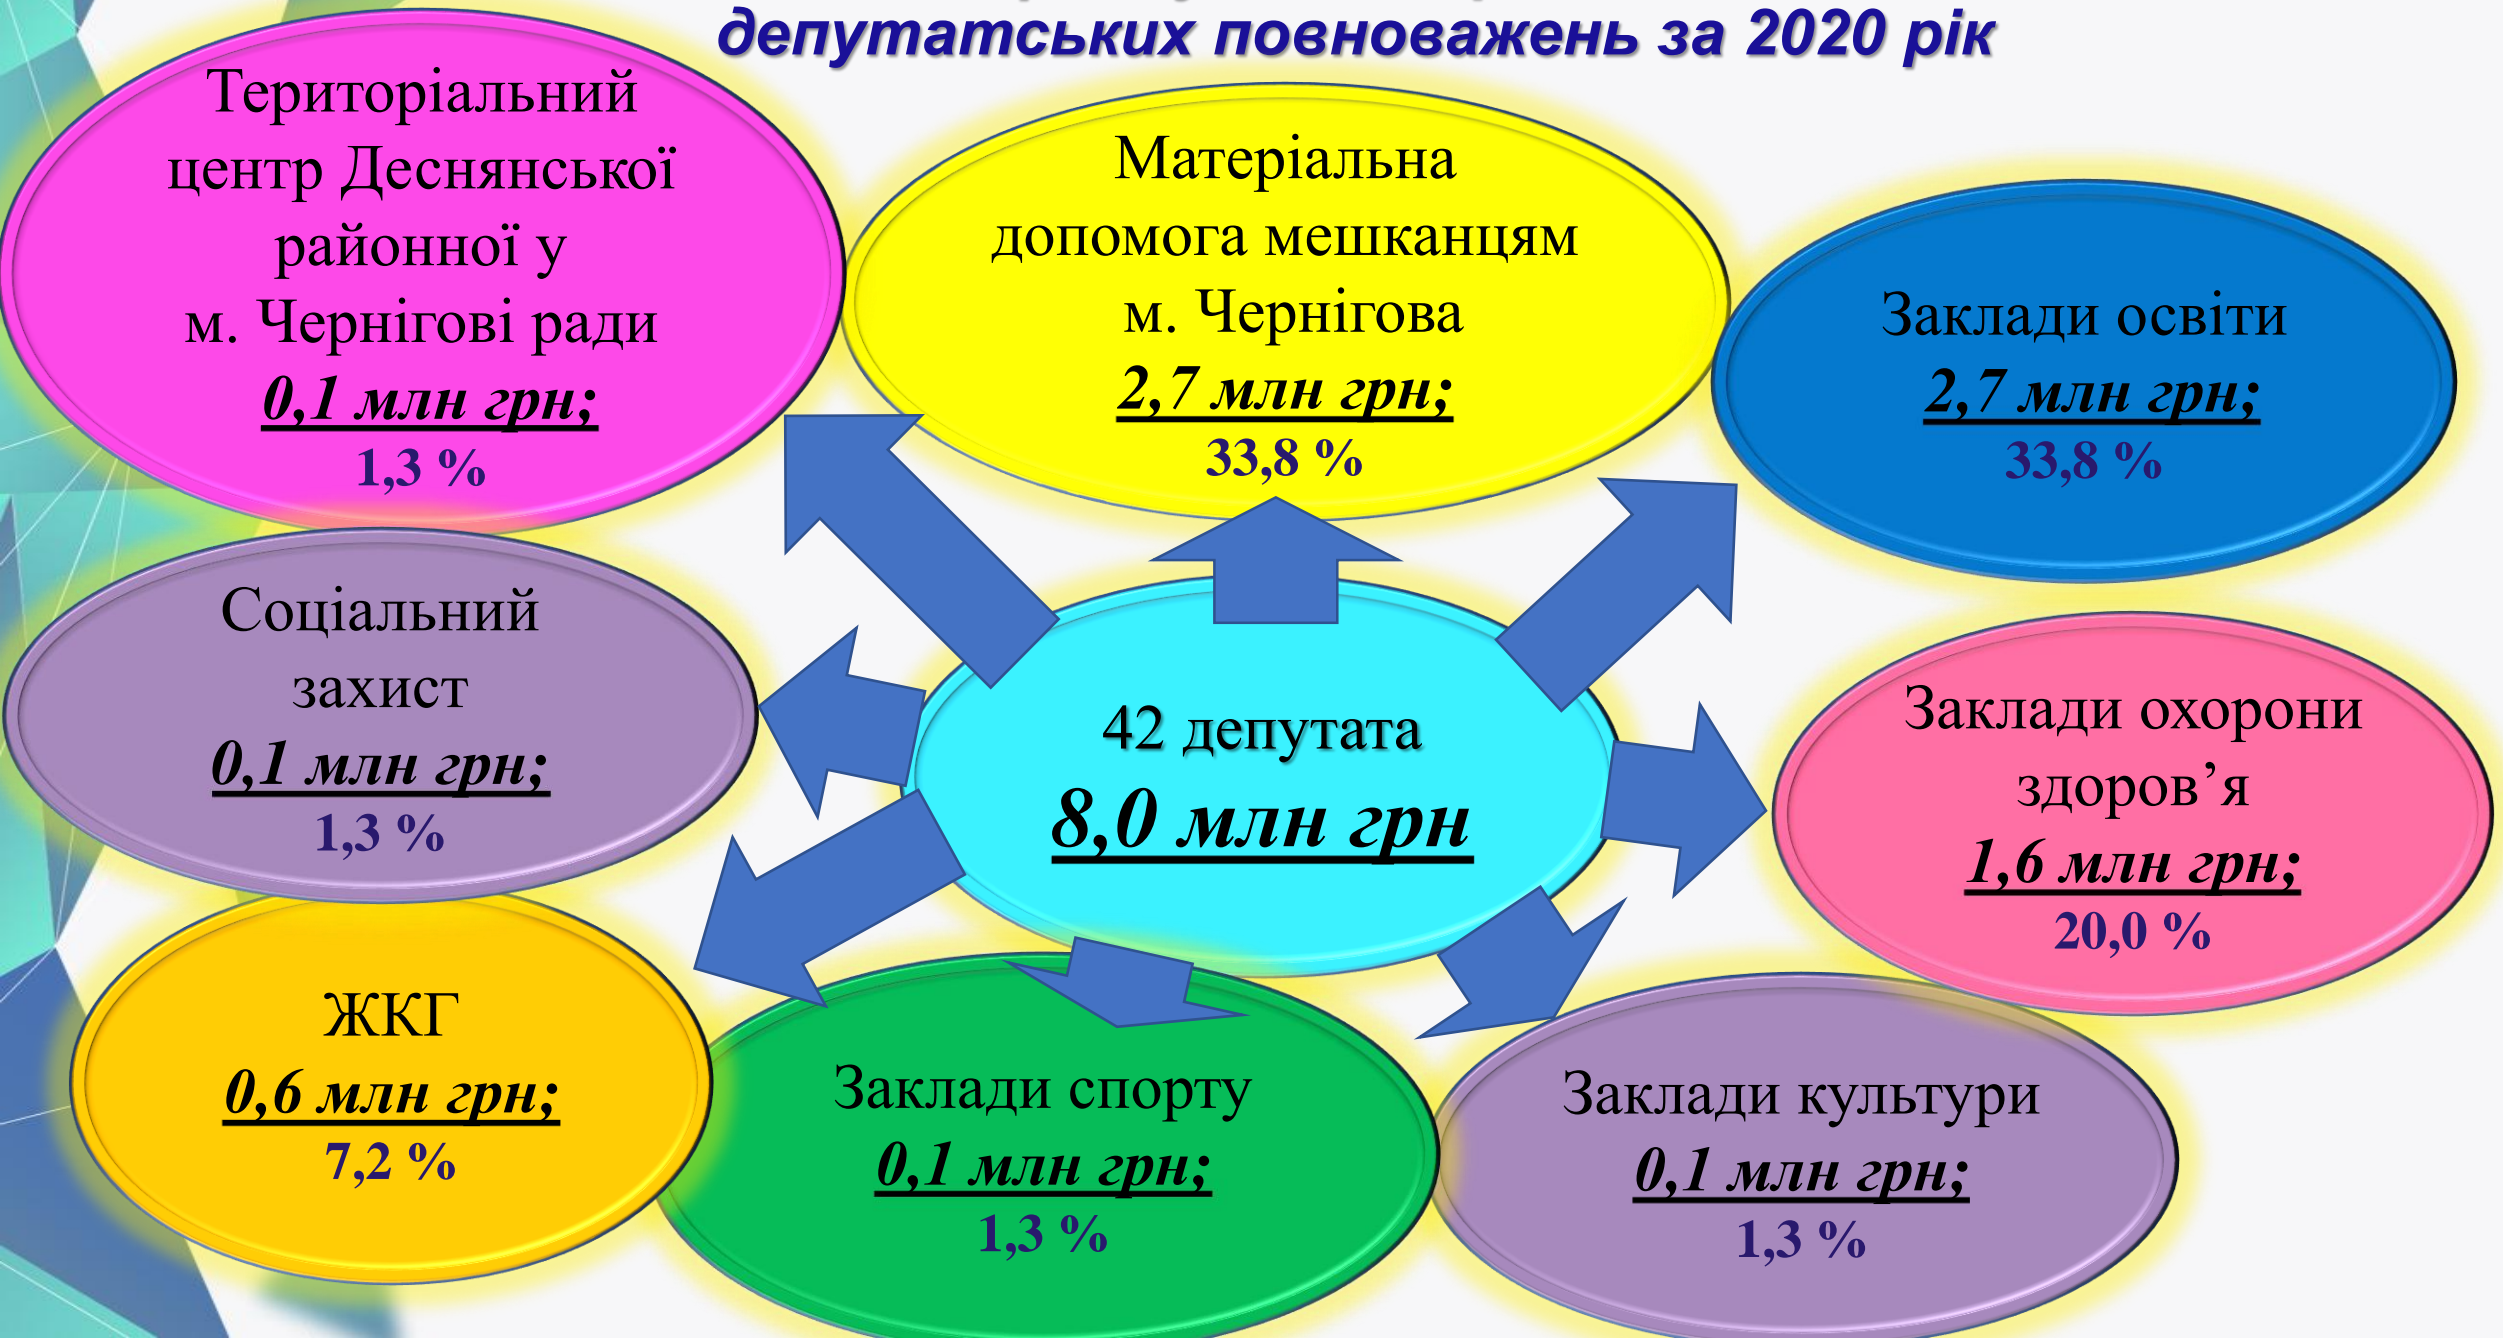 депутатських повноважень за 2020 рік
Територіальний
центр Деснянської
районної у
м. Чернігові ради
0,1 млн грн;
1,3 %
Матеріальна
допомога мешканцям
м. Чернігова
2,7 млн грн;
33,8 %
Заклади освіти
2,7 млн грн;
33,8 %
Соціальний
захист
0,1 млн грн;
1,3 %
42 депутата
8,0 млн грн
Заклади охорони
здоров’я
1,6 млн грн;
20,0 %
ЖКГ
0,6 млн грн;
7,2 %
Заклади спорту
0,1 млн грн;
1,3 %
Заклади культури
0,1 млн грн;
1,3 %